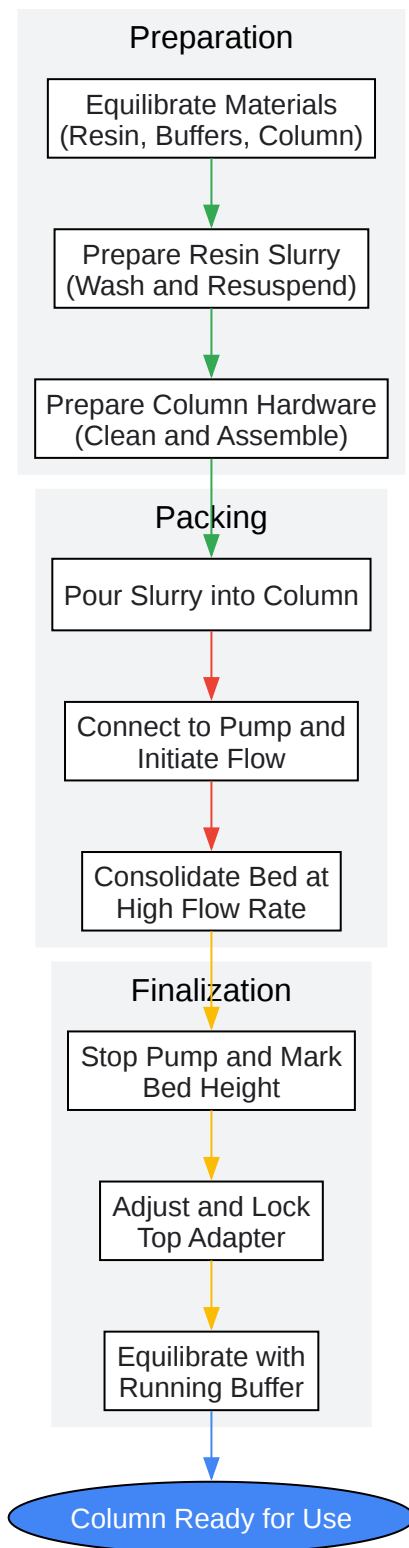 Preparation
Equilibrate Materials
(Resin, Buffers, Column)
Prepare Resin Slurry
(Wash and Resuspend)
Prepare Column Hardware
(Clean and Assemble)
Packing
Pour Slurry into Column
Connect to Pump and
Initiate Flow
Consolidate Bed at
High Flow Rate
Finalization
Stop Pump and Mark
Bed Height
Adjust and Lock
Top Adapter
Equilibrate with
Running Buffer
Column Ready for Use